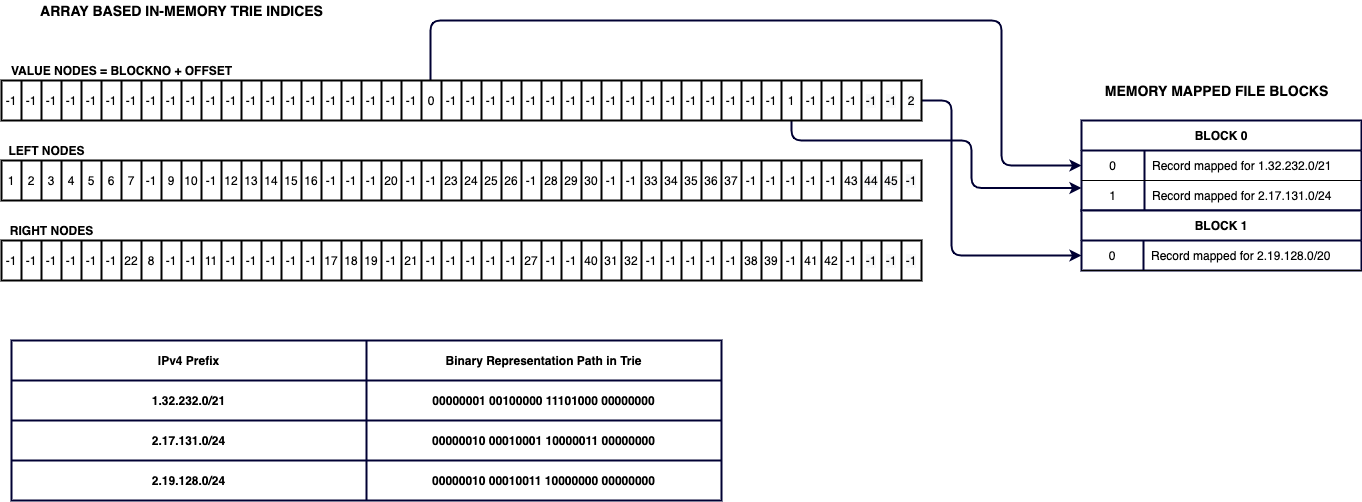 ARRAY BASED IN-MEMORY TRIE INDICES
VALUE NODES = BLOCKNO + OFFSET
-1 -1 -1 -1 -1 -1 -1 -1 -1 -1 -1 -1 -1 -1 -1 -1 -1 -1 -1 -1 -1 0 -1 -1 -1 -1 -1 -1 -1 -1 -1 -1 -1 -1 -1 -1 -1 -1 -1 1 -1 -1 -1 -1 -1 2
LEFT NODES
1 2 3 4 5 6 7 -1 9 10 -1 12 13 14 15 16 -1 -1 -1 20 -1 -1 23 24 25 26 -1 28 29 30 -1 -1 33 34 35 36 37 -1 -1 -1 -1 -1 43 44 45 -1
RIGHT NODES
-1 -1 -1 -1 -1 -1 22 8 -1 -1 11 -1 -1 -1 -1 -1 17 18 19 -1 21 -1 -1 -1 -1 -1 27 -1 -1 40 31 32 -1 -1 -1 -1 -1 38 39 -1 41 42 -1 -1 -1 -1
MEMORY MAPPED FILE BLOCKS
BLOCK 0
0 Record mapped for 1.32.232.0/21
1 Record mapped for 2.17.131.0/24
BLOCK 1
0 Record mapped for 2.19.128.0/20
IPv4 Prefix Binary Representation Path in Trie
1.32.232.0/21 00000001 00100000 11101000 00000000
2.17.131.0/24 00000010 00010001 10000011 00000000
2.19.128.0/24 00000010 00010011 10000000 00000000